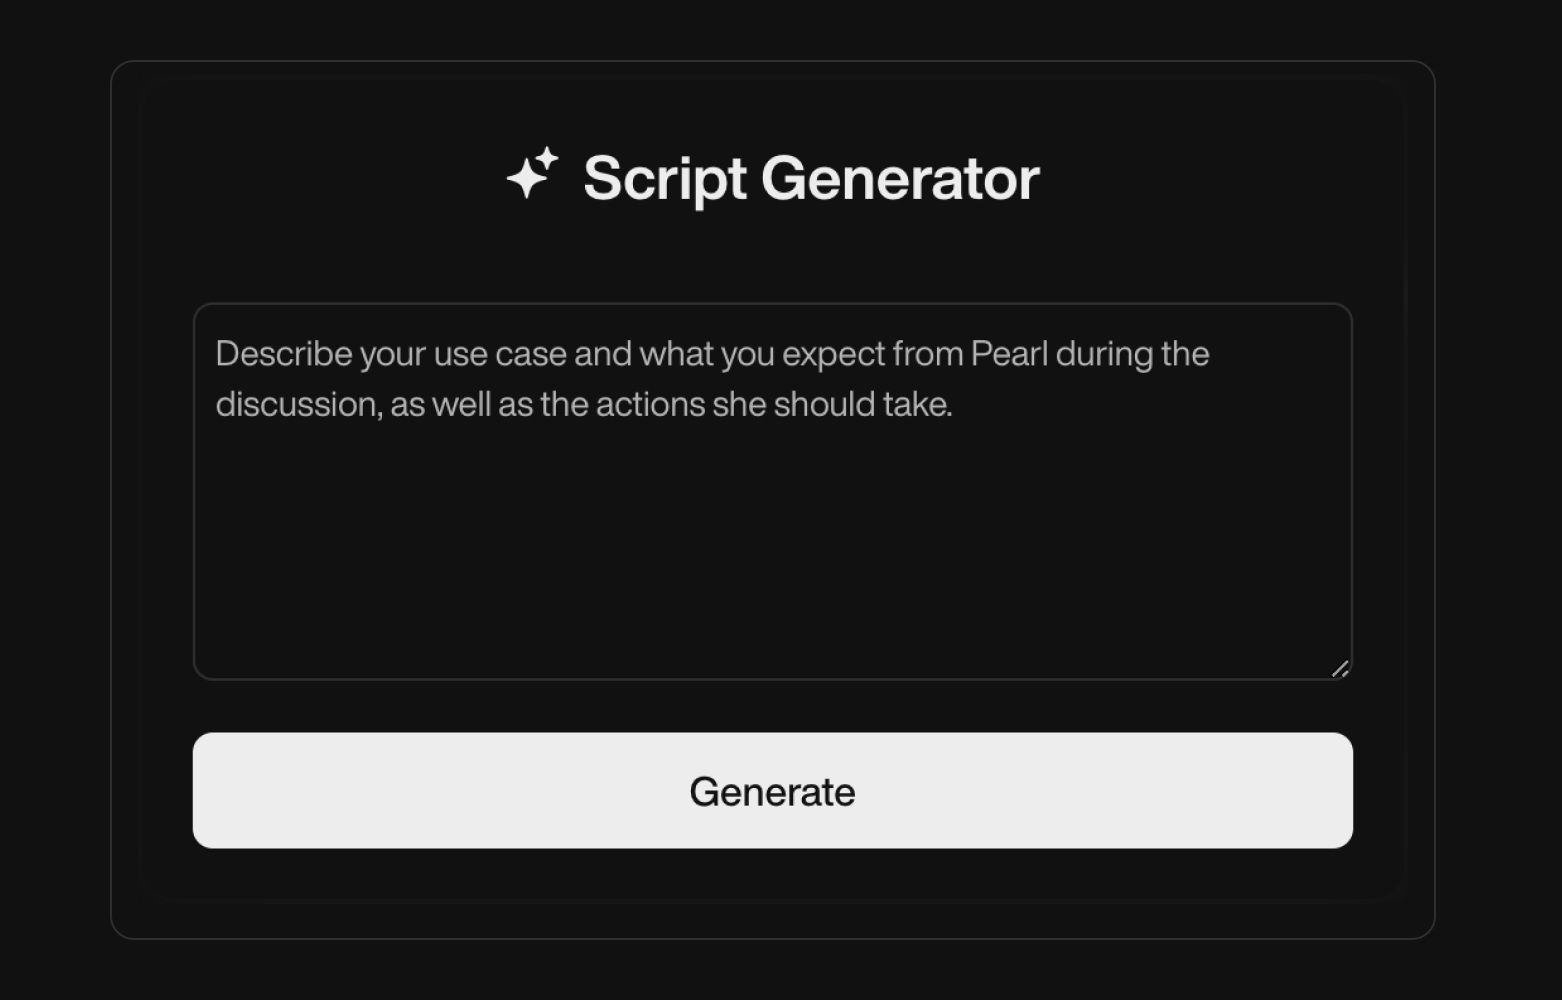 Script Generator
Describe your use case and what you expect from Pearl during the
discussion, as well as the actions she should take.
Generate